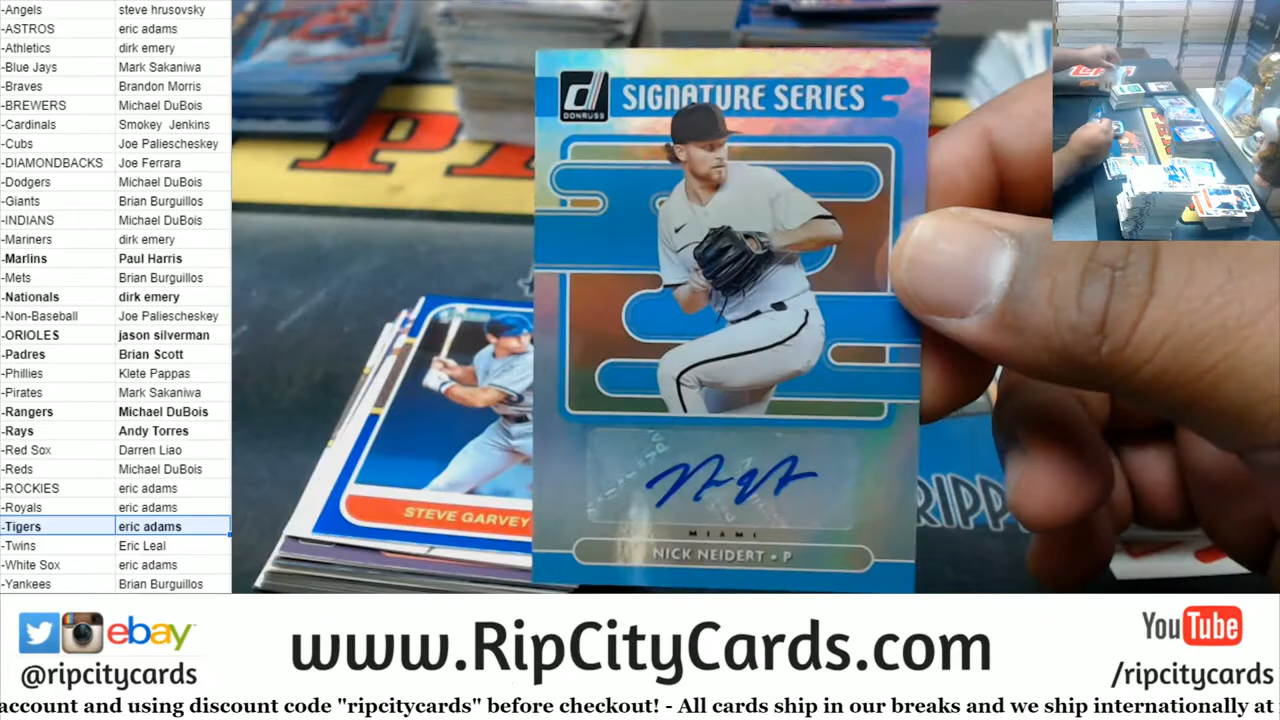 -Angels steve hrusovsky
-ASTROS eric adams
-Athletics dirk emery
-Blue Jays Mark Sakaniwa
-Braves Brandon Morris
-BREWERS Michael DuBois
-Cardinals Smokey Jenkins
-Cubs Joe Paliescheskey
-DIAMONDBACKS Joe Ferrara
-Dodgers Michael DuBois
-Giants Brian Burguillos
-INDIANS Michael DuBois
-Mariners dirk emery
-Marlins Paul Harris
-Mets Brian Burguillos
-Nationals dirk emery
-Non-Baseball Joe Paliescheskey
-ORIOLES jason silverman
-Padres Brian Scott
-Phillies Klete Pappas
-Pirates Mark Sakaniwa
-Rangers Michael DuBois
-Rays Andy Torres
-Red Sox Darren Liao
-Reds Michael DuBois
-ROCKIES eric adams
-Royals eric adams
-Tigers eric adams
-Twins Eric Leal
-White Sox eric adams
-Yankees Brian Burguillos
d
DONRUSS
SIGNATURE SERIES
MIAMI
NICK NEIDERT • P
STEVE GARVEY
RIPP
ebay
@ripcitycards
www.RipCityCards.com
YouTube
/ripcitycards
account and using discount code "ripcitycards" before checkout! - All cards ship in our breaks and we ship internationally at